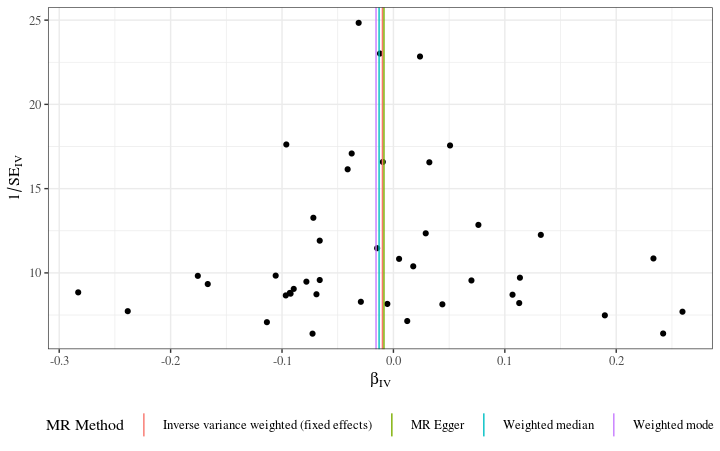 25
20
15
10
1/SE_IV
-0.3
-0.2
-0.1
0.0
0.1
0.2
β_IV
MR Method
Inverse variance weighted (fixed effects)
MR Egger
Weighted median
Weighted mode